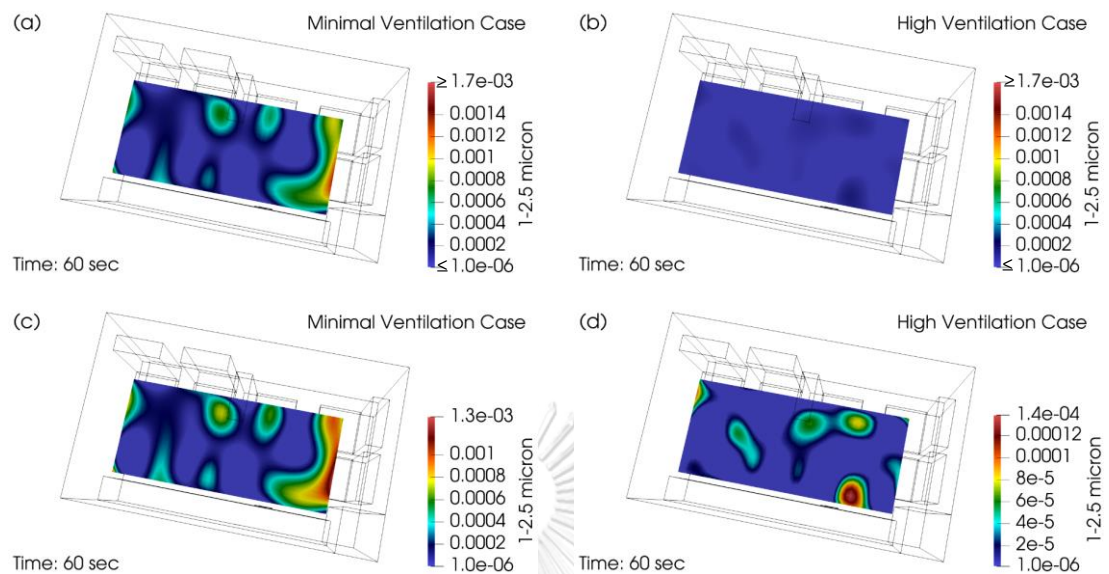 (a) Minimal Ventilation Case
≥ 1.7e-03
0.0014
0.0012
0.001
0.0008
0.0006
0.0004
0.0002
≤ 1.0e-06
1-2.5 micron
Time: 60 sec
(b) High Ventilation Case
≥ 1.7e-03
0.0014
0.0012
0.001
0.0008
0.0006
0.0004
0.0002
≤ 1.0e-06
1-2.5 micron
Time: 60 sec
(c) Minimal Ventilation Case
1.3e-03
0.001
0.0008
0.0006
0.0004
0.0002
1.0e-06
1-2.5 micron
Time: 60 sec
(d) High Ventilation Case
1.4e-04
0.00012
0.0001
8e-5
6e-5
4e-5
2e-5
1.0e-06
1-2.5 micron
Time: 60 sec